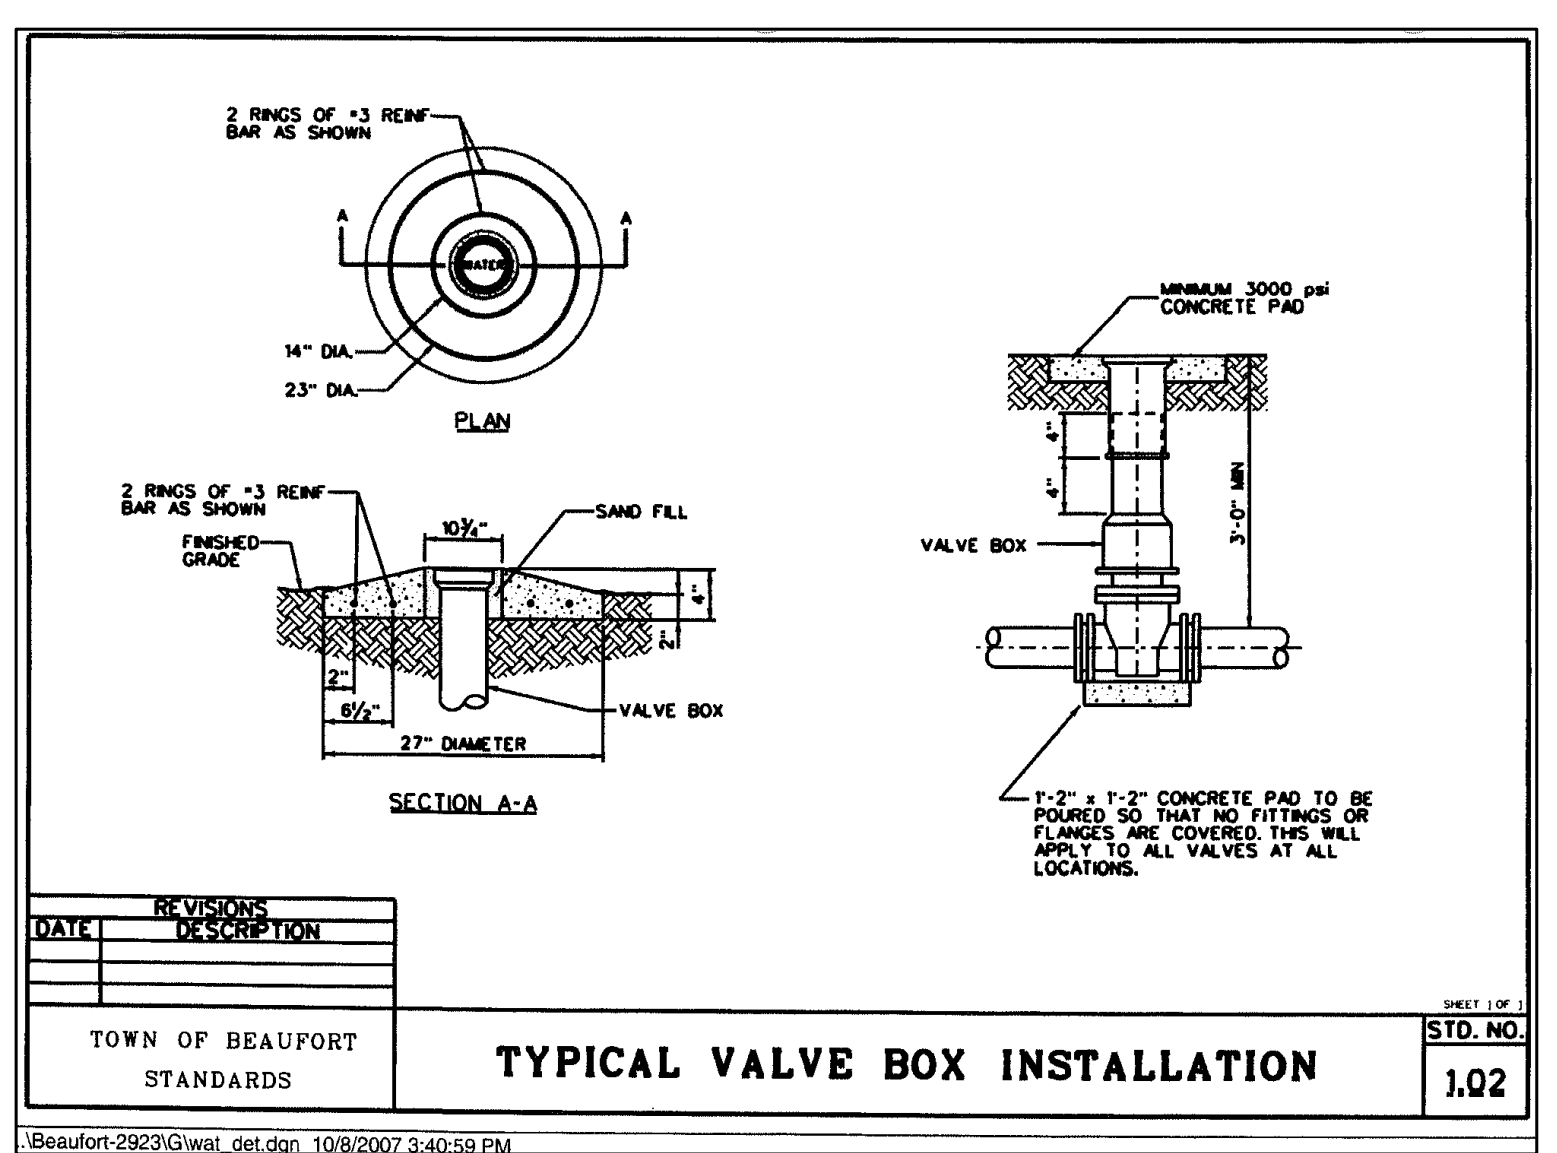 2 RINGS OF #3 REINF
BAR AS SHOWN
A
A
WATER
14" DIA.
23" DIA.
PLAN
2 RINGS OF #3 REINF
BAR AS SHOWN
FINISHED
GRADE
10¾"
SAND FILL
4"
2"
2"
6½"
VALVE BOX
27" DIAMETER
SECTION A-A
MINIMUM 3000 psi
CONCRETE PAD
4"
4"
3'-0" MIN
VALVE BOX
1'-2" x 1'-2" CONCRETE PAD TO BE
POURED SO THAT NO FITTINGS OR
FLANGES ARE COVERED. THIS WILL
APPLY TO ALL VALVES AT ALL
LOCATIONS.
REVISIONS
DATE DESCRIPTION
TOWN OF BEAUFORT
STANDARDS
TYPICAL VALVE BOX INSTALLATION
SHEET 1 OF 1
STD. NO.
1.02
..\Beaufort-2923\G\wat_det.dgn 10/8/2007 3:40:59 PM